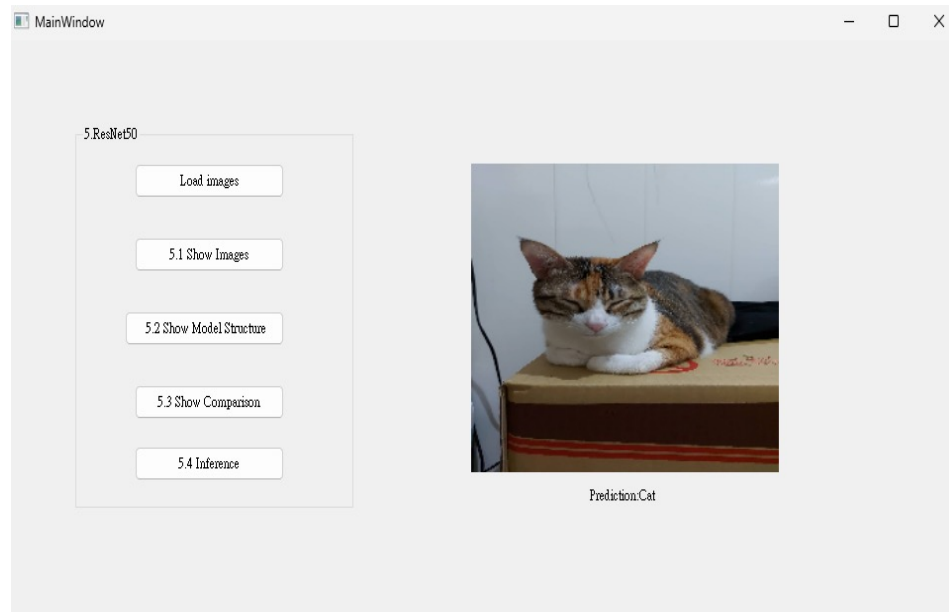 MainWindow
5.ResNet50
Load images
5.1 Show Images
5.2 Show Model Structure
5.3 Show Comparison
5.4 Inference
Prediction:Cat